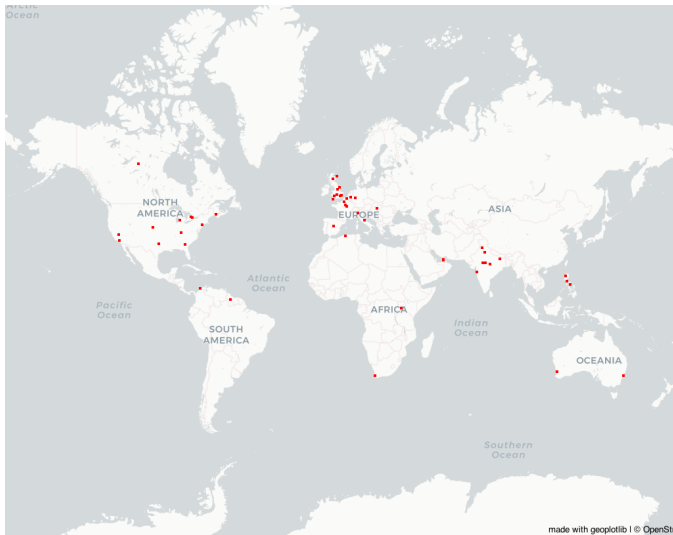 Arctic
Ocean
NORTH
AMERICA
EUROPE
ASIA
Atlantic
Ocean
Pacific
Ocean
AFRICA
Indian
Ocean
SOUTH
AMERICA
OCEANIA
Southern
Ocean
made with geoplotlib | © OpenStr